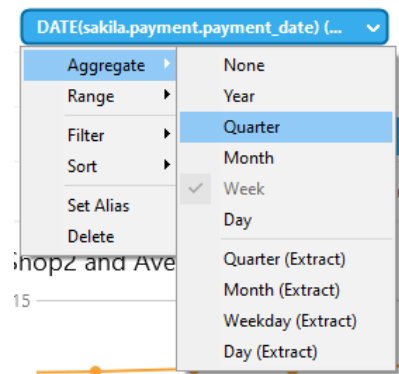 DATE(sakila.payment.payment_date) (...
Aggregate
Range
Filter
Sort
Set Alias
Delete
None
Year
Quarter
Month
Week
Day
Quarter (Extract)
Month (Extract)
Weekday (Extract)
Day (Extract)
Shop2 and Ave
15